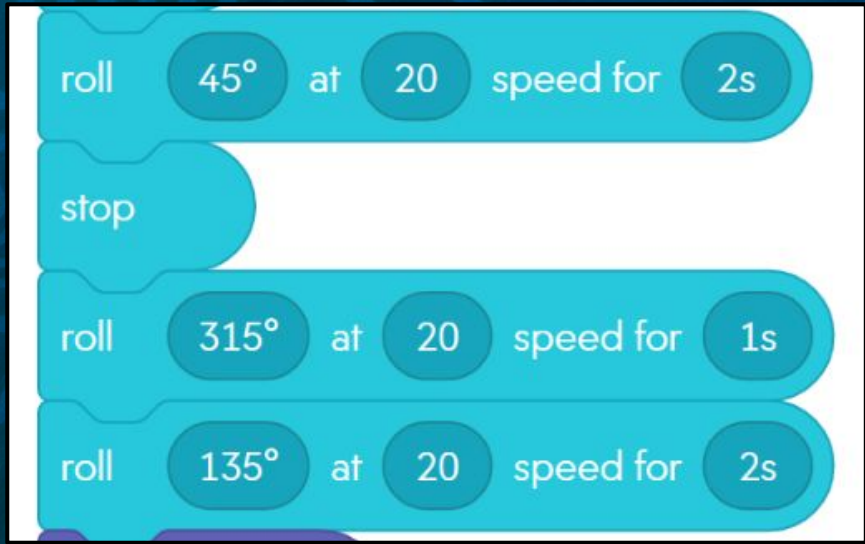 roll 45° at 20 speed for 2s
stop
roll 315° at 20 speed for 1s
roll 135° at 20 speed for 2s